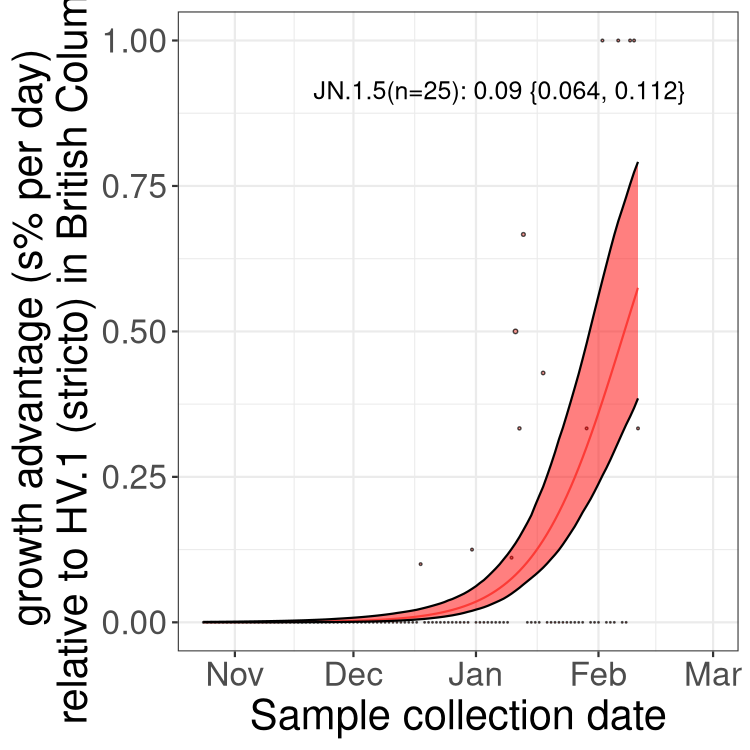 growth advantage (s% per day)
relative to HV.1 (stricto) in British Colum
1.00
0.75
0.50
0.25
0.00
JN.1.5(n=25): 0.09 {0.064, 0.112}
Nov Dec Jan Feb Mar
Sample collection date